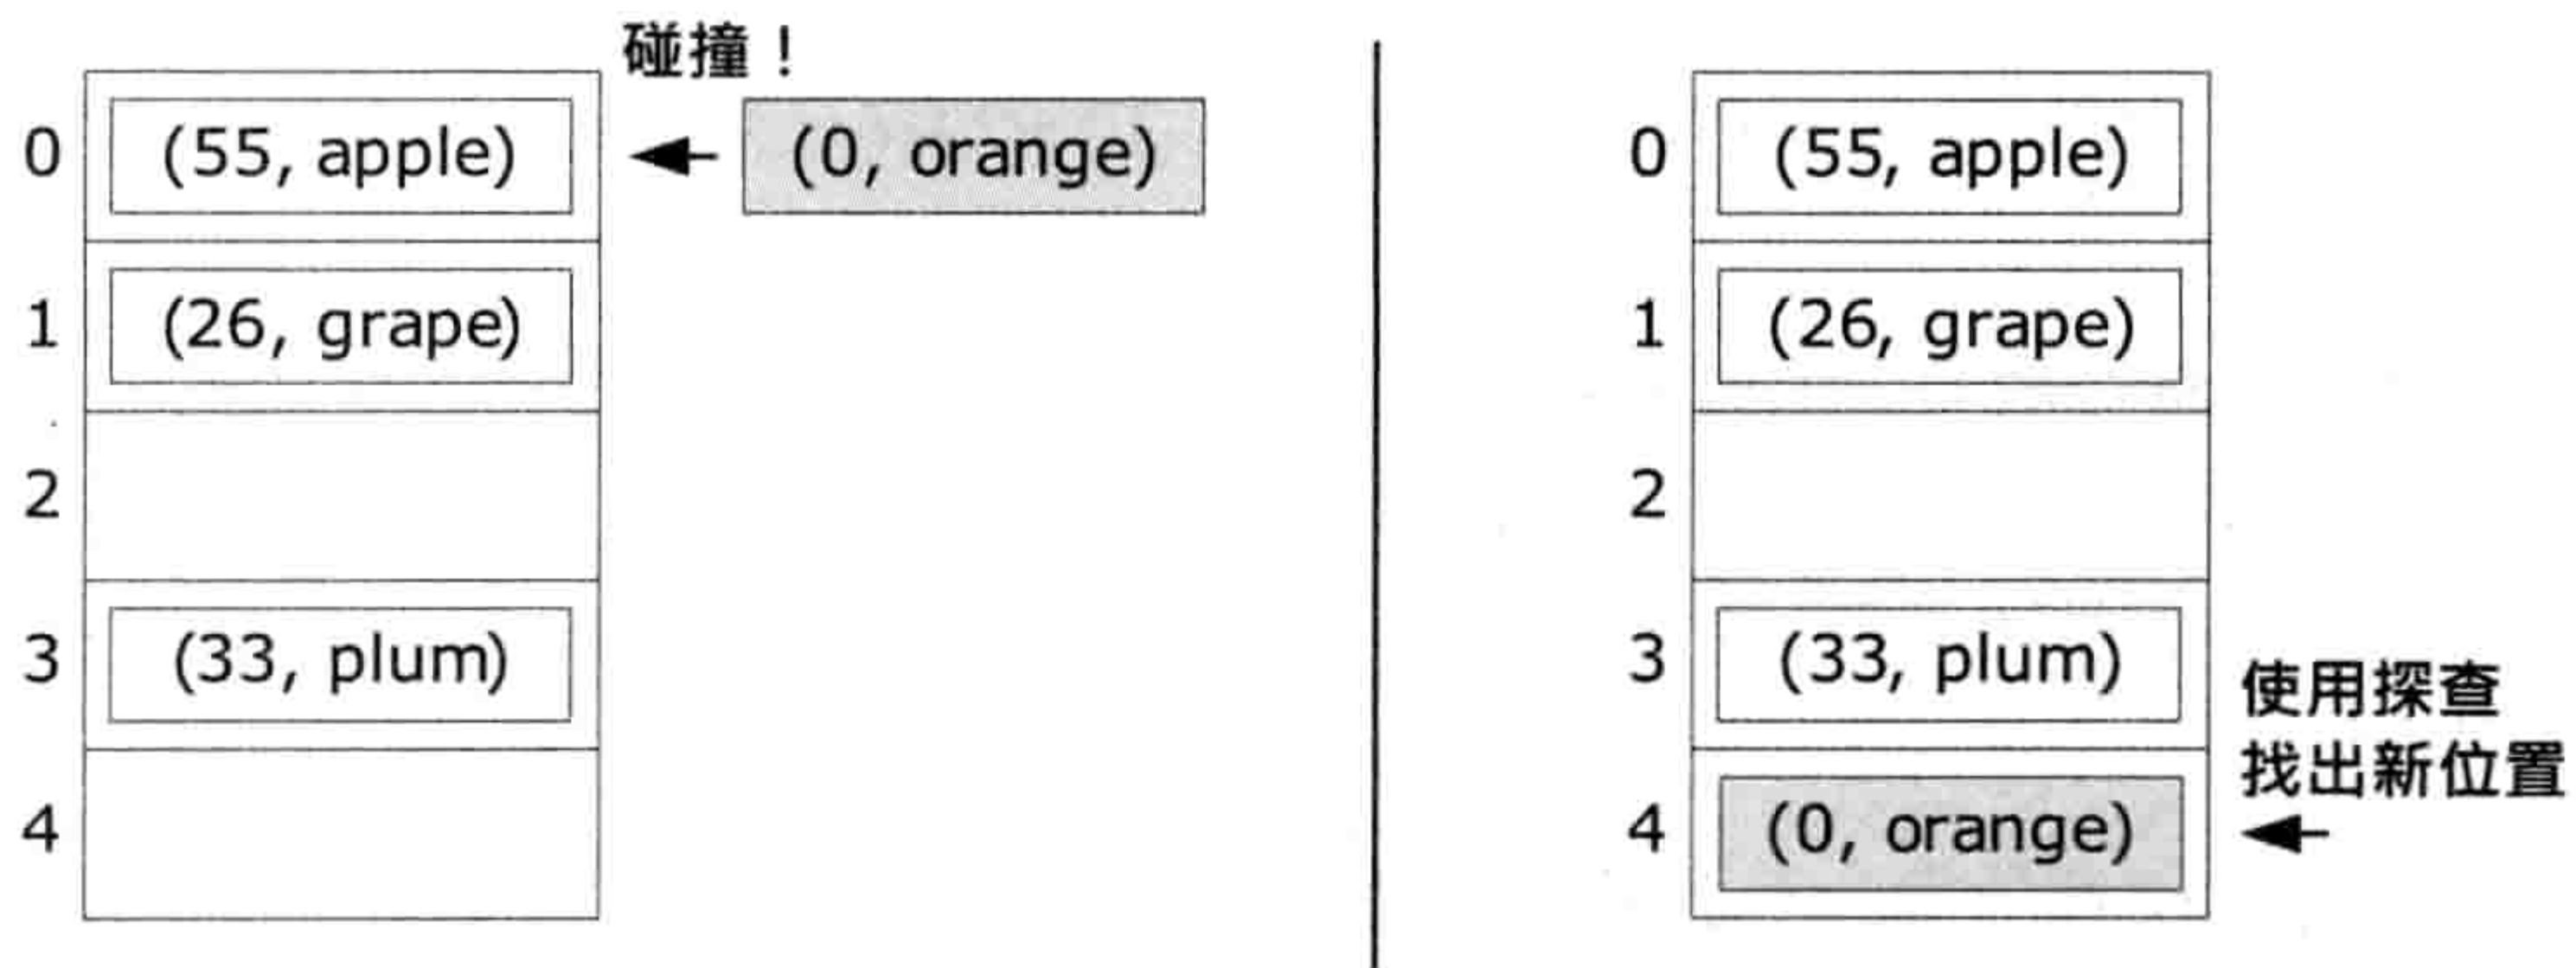 碰撞！
0 (55, apple) (0, orange)
1 (26, grape)
2
3 (33, plum)
4
0 (55, apple)
1 (26, grape)
2
3 (33, plum)
使用探查
找出新位置
4 (0, orange)